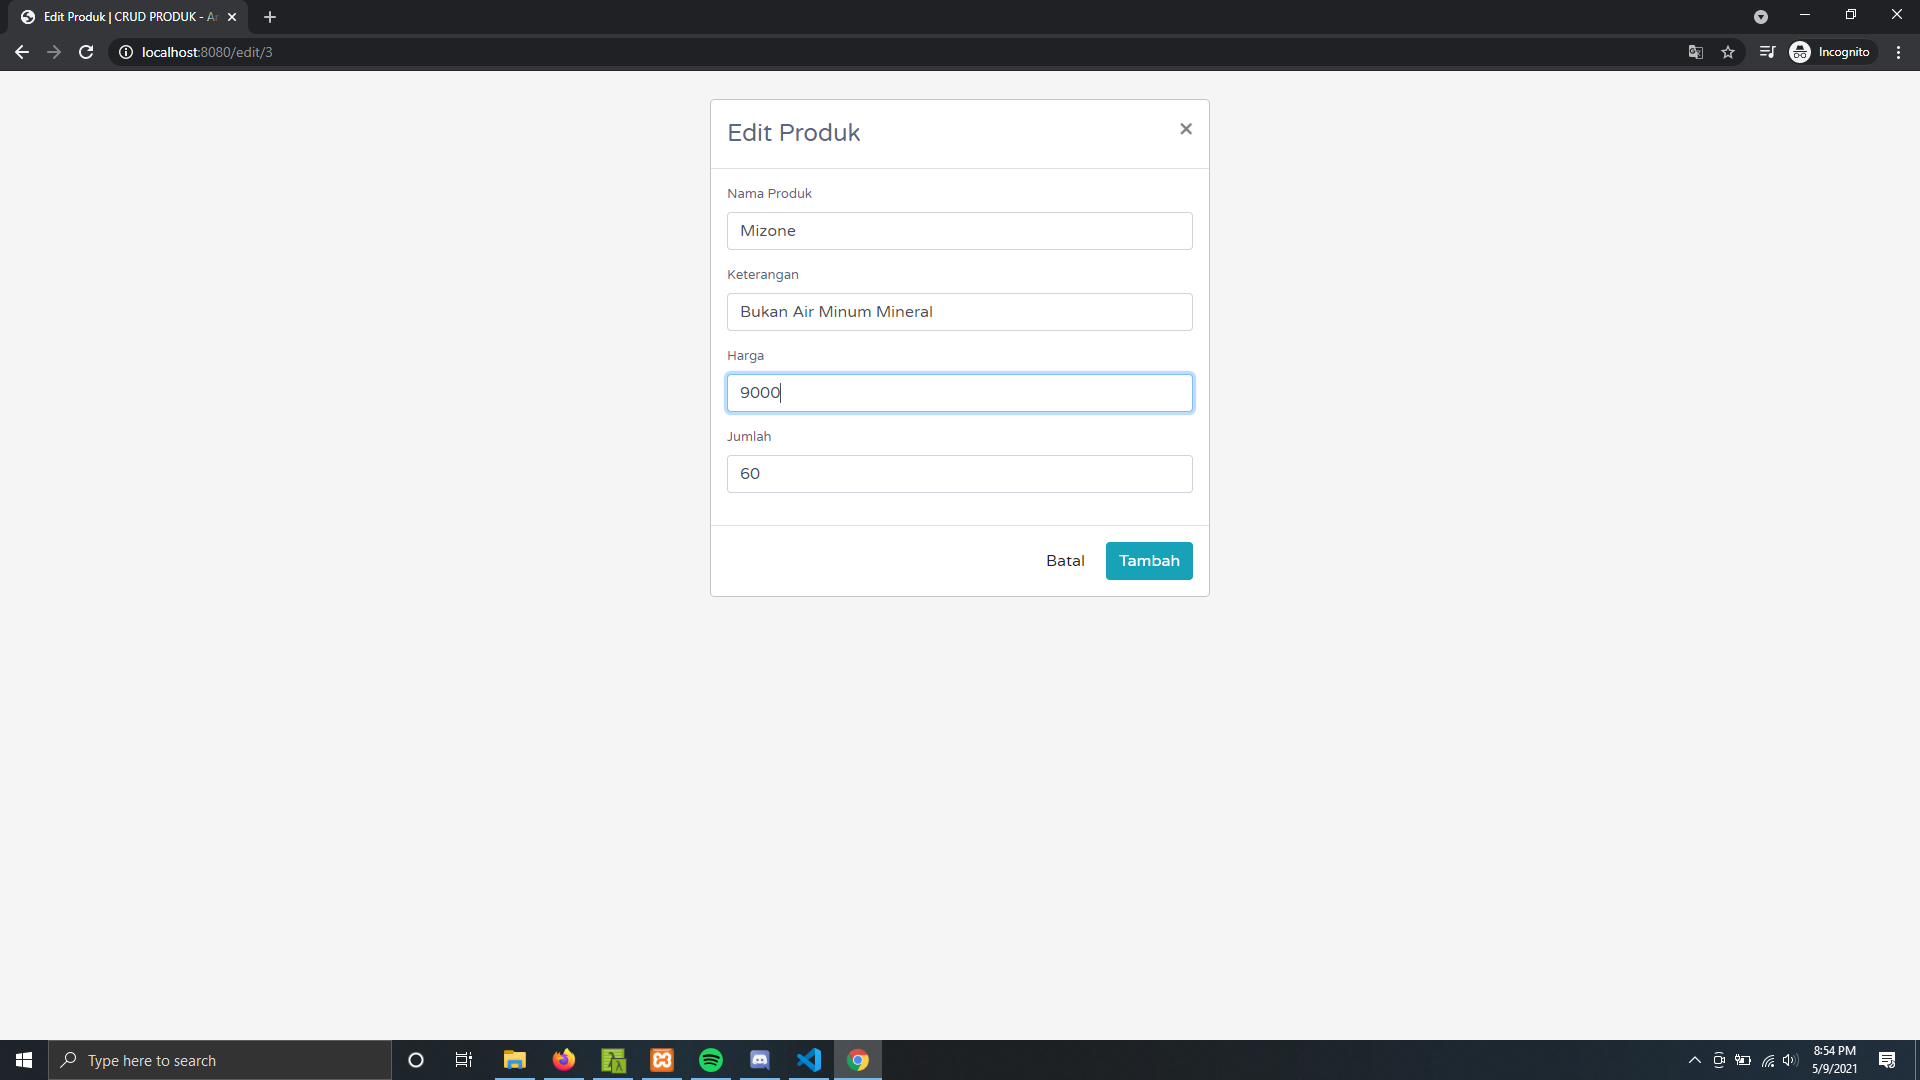 Edit Produk | CRUD PRODUK - Ar
localhost:8080/edit/3
Incognito
Edit Produk
Nama Produk
Mizone
Keterangan
Bukan Air Minum Mineral
Harga
9000
Jumlah
60
Batal
Tambah
Type here to search
8:54 PM
5/9/2021